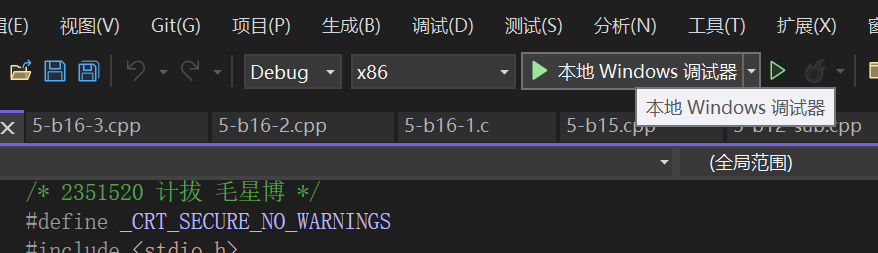 视图(V) Git(G) 项目(P) 生成(B) 调试(D) 测试(S) 分析(N) 工具(T) 扩展(X)
Debug x86 本地 Windows 调试器
本地 Windows 调试器
5-b16-3.cpp 5-b16-2.cpp 5-b16-1.c 5-b15.cpp
(全局范围)
/* 2351520 计拔 毛星博 */
#define _CRT_SECURE_NO_WARNINGS
#include <stdio.h>